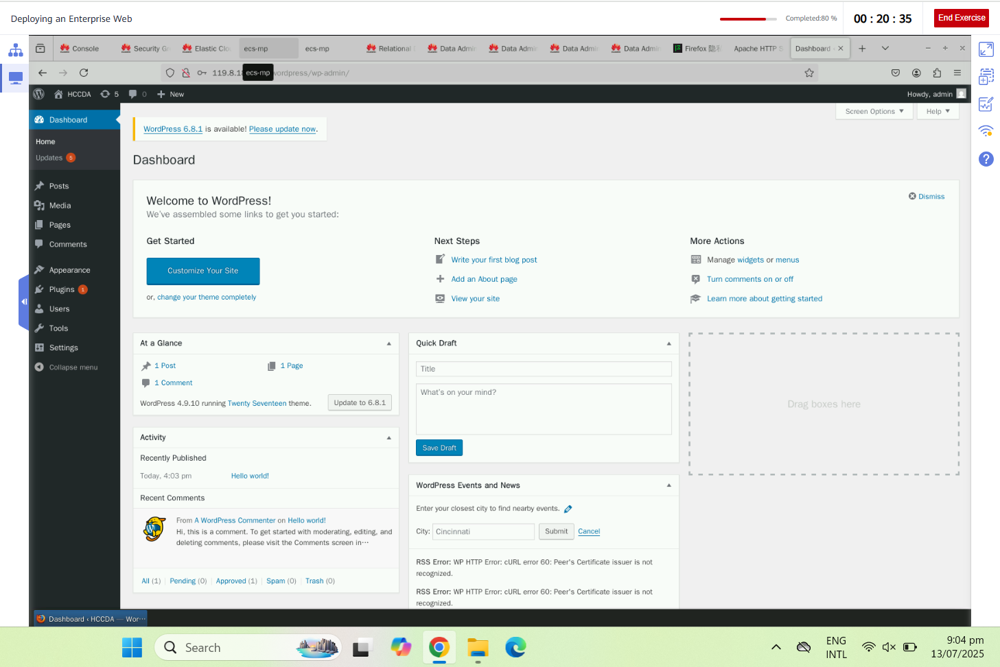 Deploying an Enterprise Web
Completed:80 %
00 : 20 : 35
End Exercise
Console
Security Gr
Elastic Clo
ecs-mp
ecs-mp
Relational
Data Admin
Data Admin
Data Admin
Data Admin
Firefox 隐私
Apache HTTP S
Dashboard
119.8.1
ecs-mp
wordpress/wp-admin/
HCCDA
5
0
New
Howdy, admin
Dashboard
Home
Updates 5
Posts
Media
Pages
Comments
Appearance
Plugins 1
Users
Tools
Settings
Collapse menu
Screen Options
Help
WordPress 6.8.1 is available! Please update now.
Dashboard
Welcome to WordPress!
We've assembled some links to get you started:
Dismiss
Get Started
Customize Your Site
or, change your theme completely
Next Steps
Write your first blog post
Add an About page
View your site
More Actions
Manage widgets or menus
Turn comments on or off
Learn more about getting started
At a Glance
1 Post
1 Page
1 Comment
WordPress 4.9.10 running Twenty Seventeen theme.
Update to 6.8.1
Activity
Recently Published
Today, 4:03 pm
Hello world!
Recent Comments
From A WordPress Commenter on Hello world!
Hi, this is a comment. To get started with moderating, editing, and
deleting comments, please visit the Comments screen in…
All (1) | Pending (0) | Approved (1) | Spam (0) | Trash (0)
Quick Draft
Title
What's on your mind?
Save Draft
WordPress Events and News
Enter your closest city to find nearby events.
City:
Cincinnati
Submit
Cancel
RSS Error: WP HTTP Error: cURL error 60: Peer's Certificate issuer is not
recognized.
RSS Error: WP HTTP Error: cURL error 60: Peer's Certificate issuer is not
recognized.
Drag boxes here
Dashboard ‹ HCCDA — Wor…
Search
ENG
INTL
9:04 pm
13/07/2025